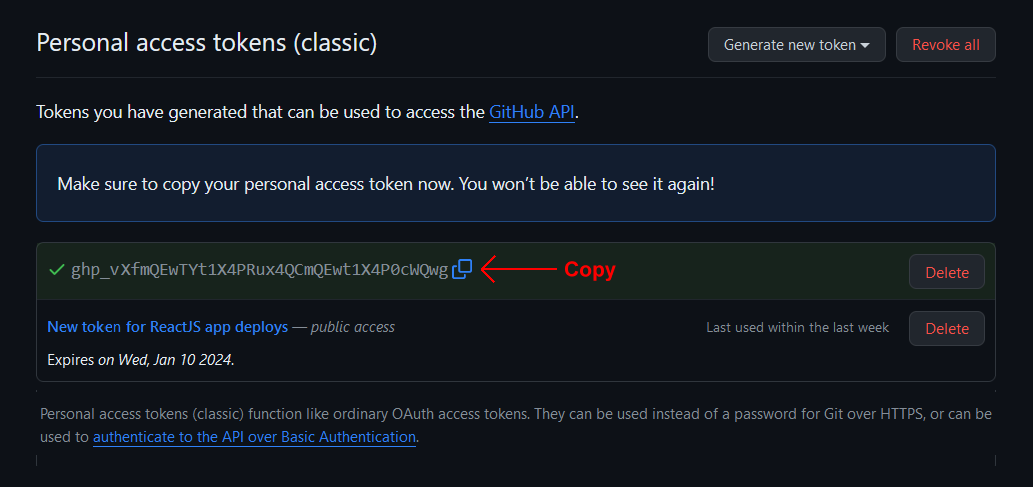 Personal access tokens (classic)
Generate new token
Revoke all
Tokens you have generated that can be used to access the GitHub API.
Make sure to copy your personal access token now. You won't be able to see it again!
ghp_vXfmQEwTYt1X4PRux4QCmQEwt1X4P0cWQwg
Copy
Delete
New token for ReactJS app deploys — public access
Last used within the last week
Delete
Expires on Wed, Jan 10 2024.
Personal access tokens (classic) function like ordinary OAuth access tokens. They can be used instead of a password for Git over HTTPS, or can be
used to authenticate to the API over Basic Authentication.